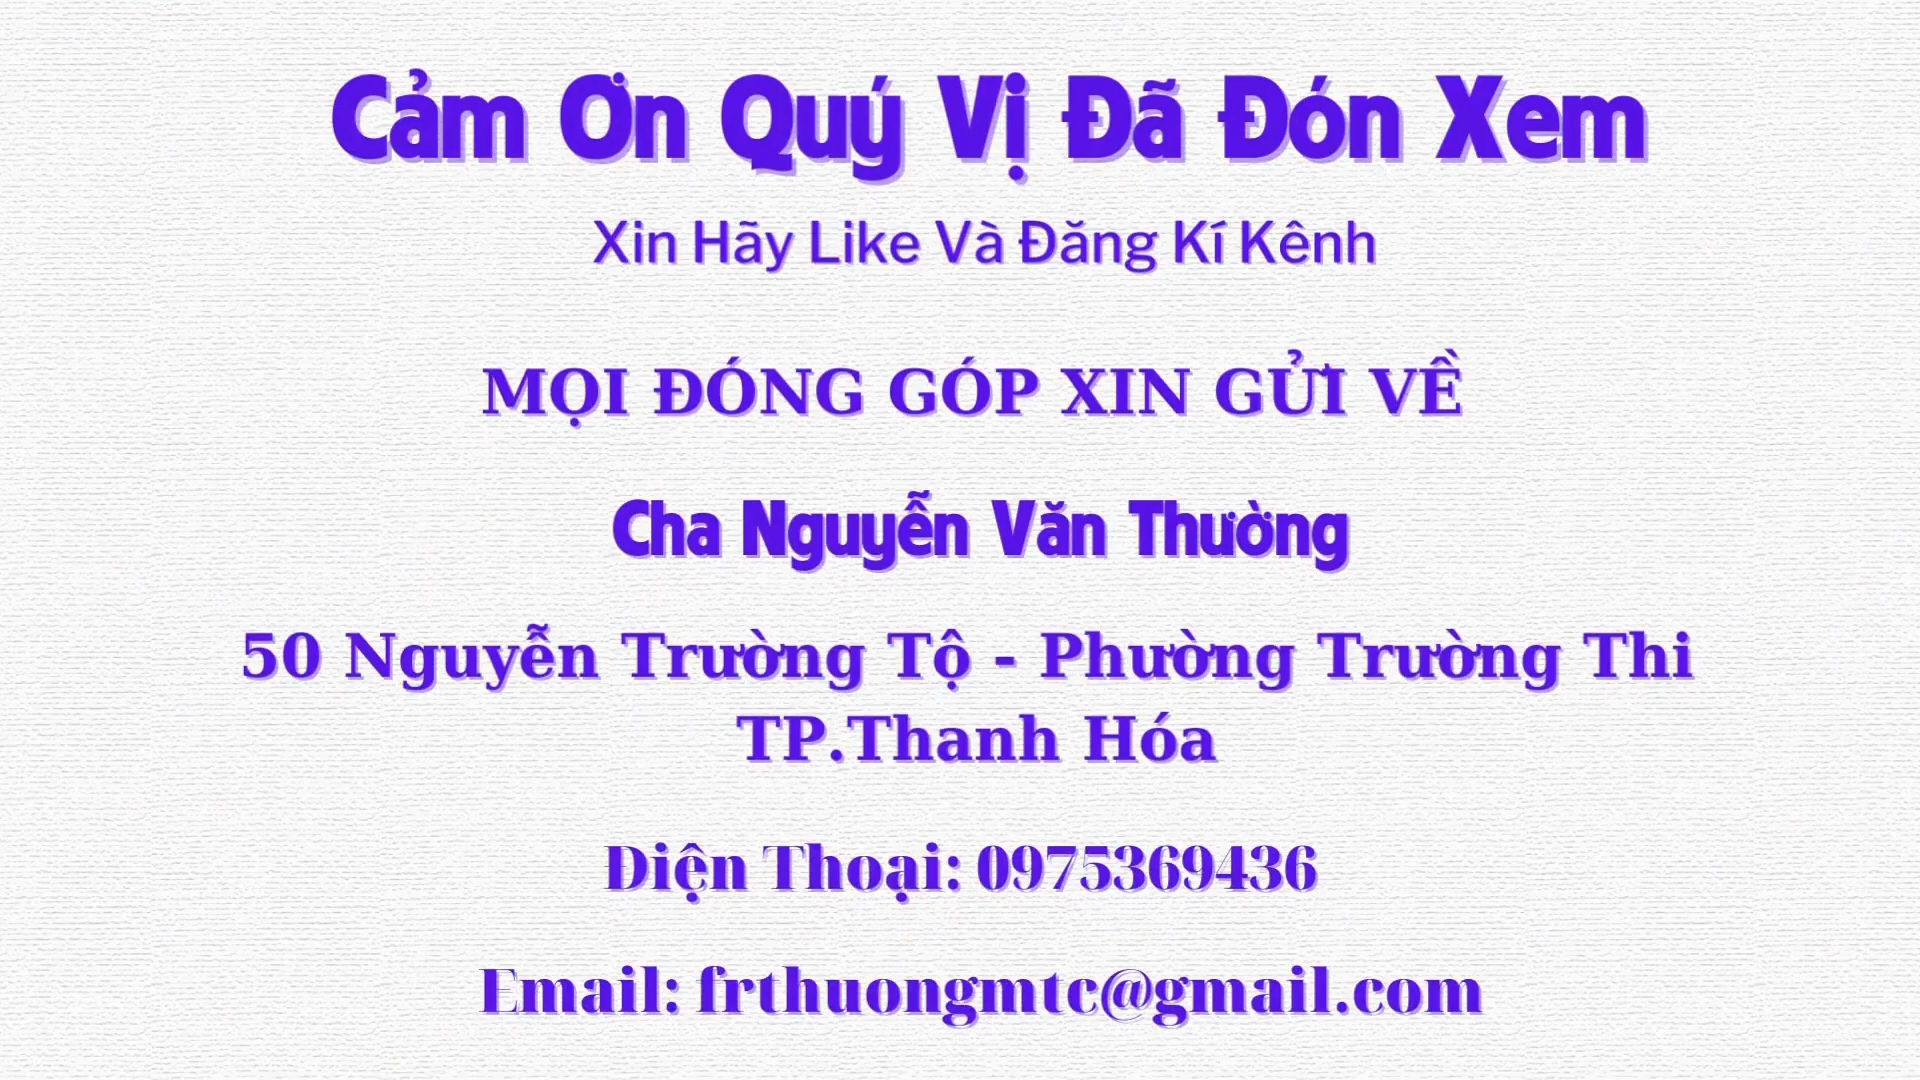 Cảm Ơn Quý Vị Đã Đón Xem
Xin Hãy Like Và Đăng Kí Kênh
MỌI ĐÓNG GÓP XIN GỬI VỀ
Cha Nguyễn Văn Thường
50 Nguyễn Trường Tộ - Phường Trường Thi
TP.Thanh Hóa
Điện Thoại: 0975369436
Email: frthuongmtc@gmail.com